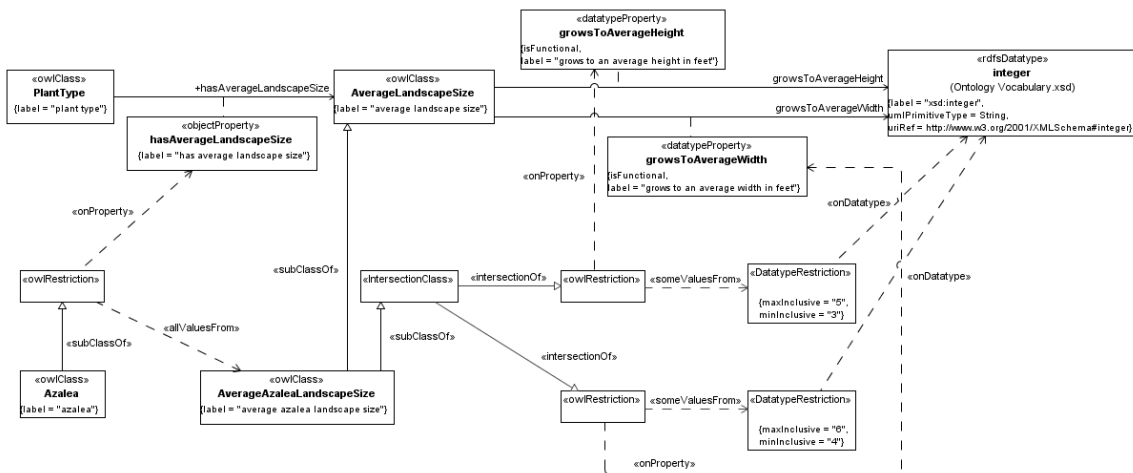 «datatypeProperty»
growsToAverageHeight
{isFunctional,
label = "grows to an average height in feet"}
«owlClass»
PlantType
{label = "plant type"}
+hasAverageLandscapeSize
«owlClass»
AverageLandscapeSize
{label = "average landscape size"}
growsToAverageHeight
growsToAverageWidth
«rdfsDatatype»
integer
(Ontology Vocabulary.xsd)
{label = "xsd:integer",
umlPrimitiveType = String,
uriRef = http://www.w3.org/2001/XMLSchema#integer}
«objectProperty»
hasAverageLandscapeSize
{label = "has average landscape size"}
«datatypeProperty»
growsToAverageWidth
{isFunctional,
label = "grows to an average width in feet"}
«onProperty»
«onProperty»
«onDatatype»
«owlRestriction»
«subClassOf»
«IntersectionClass»
«intersectionOf»
«owlRestriction»
«someValuesFrom»
«DatatypeRestriction»
{maxInclusive = "5",
minInclusive = "3"}
«onDatatype»
«allValuesFrom»
«subClassOf»
«subClassOf»
«intersectionOf»
«owlClass»
Azalea
{label = "azalea"}
«owlClass»
AverageAzaleaLandscapeSize
{label = "average azalea landscape size"}
«owlRestriction»
«someValuesFrom»
«DatatypeRestriction»
{maxInclusive = "6",
minInclusive = "4"}
«onProperty»